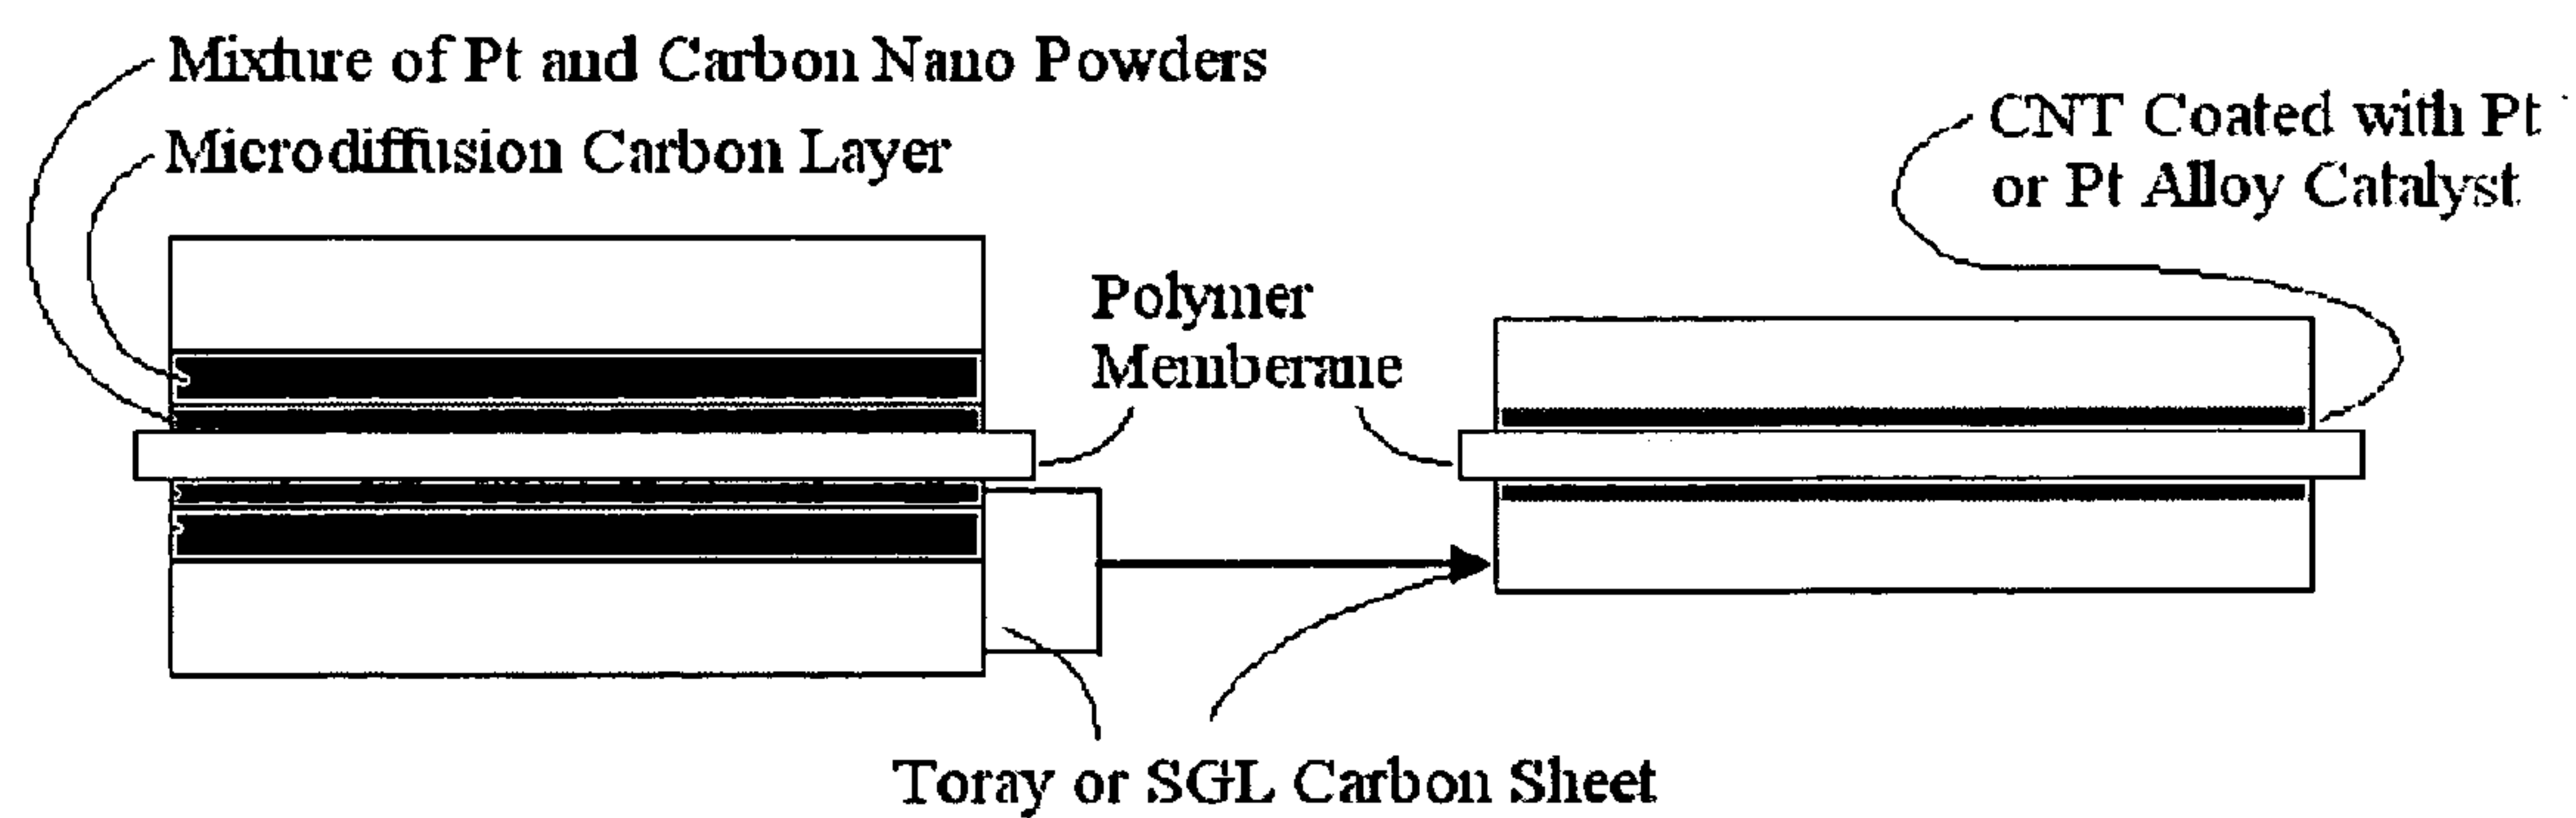 Mixture of Pt and Carbon Nano Powders
Microdiffusion Carbon Layer
CNT Coated with Pt
or Pt Alloy Catalyst
Polymer
Memberane
Toray or SGL Carbon Sheet